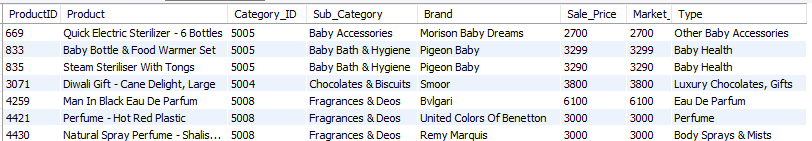 ProductID Product Category_ID Sub_Category Brand Sale_Price Market_ Type
669 Quick Electric Sterilizer - 6 Bottles 5005 Baby Accessories Morison Baby Dreams 2700 2700 Other Baby Accessories
833 Baby Bottle & Food Warmer Set 5005 Baby Bath & Hygiene Pigeon Baby 3299 3299 Baby Health
835 Steam Steriliser With Tongs 5005 Baby Bath & Hygiene Pigeon Baby 3290 3290 Baby Health
3071 Diwali Gift - Cane Delight, Large 5004 Chocolates & Biscuits Smoor 3800 3800 Luxury Chocolates, Gifts
4259 Man In Black Eau De Parfum 5008 Fragrances & Deos Bvlgari 6100 6100 Eau De Parfum
4421 Perfume - Hot Red Plastic 5008 Fragrances & Deos United Colors Of Benetton 3000 3000 Perfume
4430 Natural Spray Perfume - Shalis... 5008 Fragrances & Deos Remy Marquis 3000 3000 Body Sprays & Mists